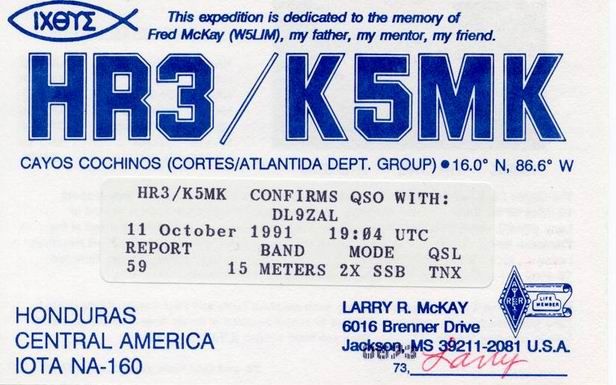 ΙΧΘΥΣ
This expedition is dedicated to the memory of
Fred McKay (W5LIM), my father, my mentor, my friend.
HR3/K5MK
CAYOS COCHINOS (CORTES/ATLANTIDA DEPT. GROUP) ● 16.0° N, 86.6° W
HR3/K5MK CONFIRMS QSO WITH:
DL9ZAL
11 October 1991 19:04 UTC
REPORT BAND MODE QSL
59 15 METERS 2X SSB TNX
HONDURAS
CENTRAL AMERICA
IOTA NA-160
LARRY R. McKAY
6016 Brenner Drive
Jackson, MS 39211-2081 U.S.A.
73, Larry
LIFE
MEMBER